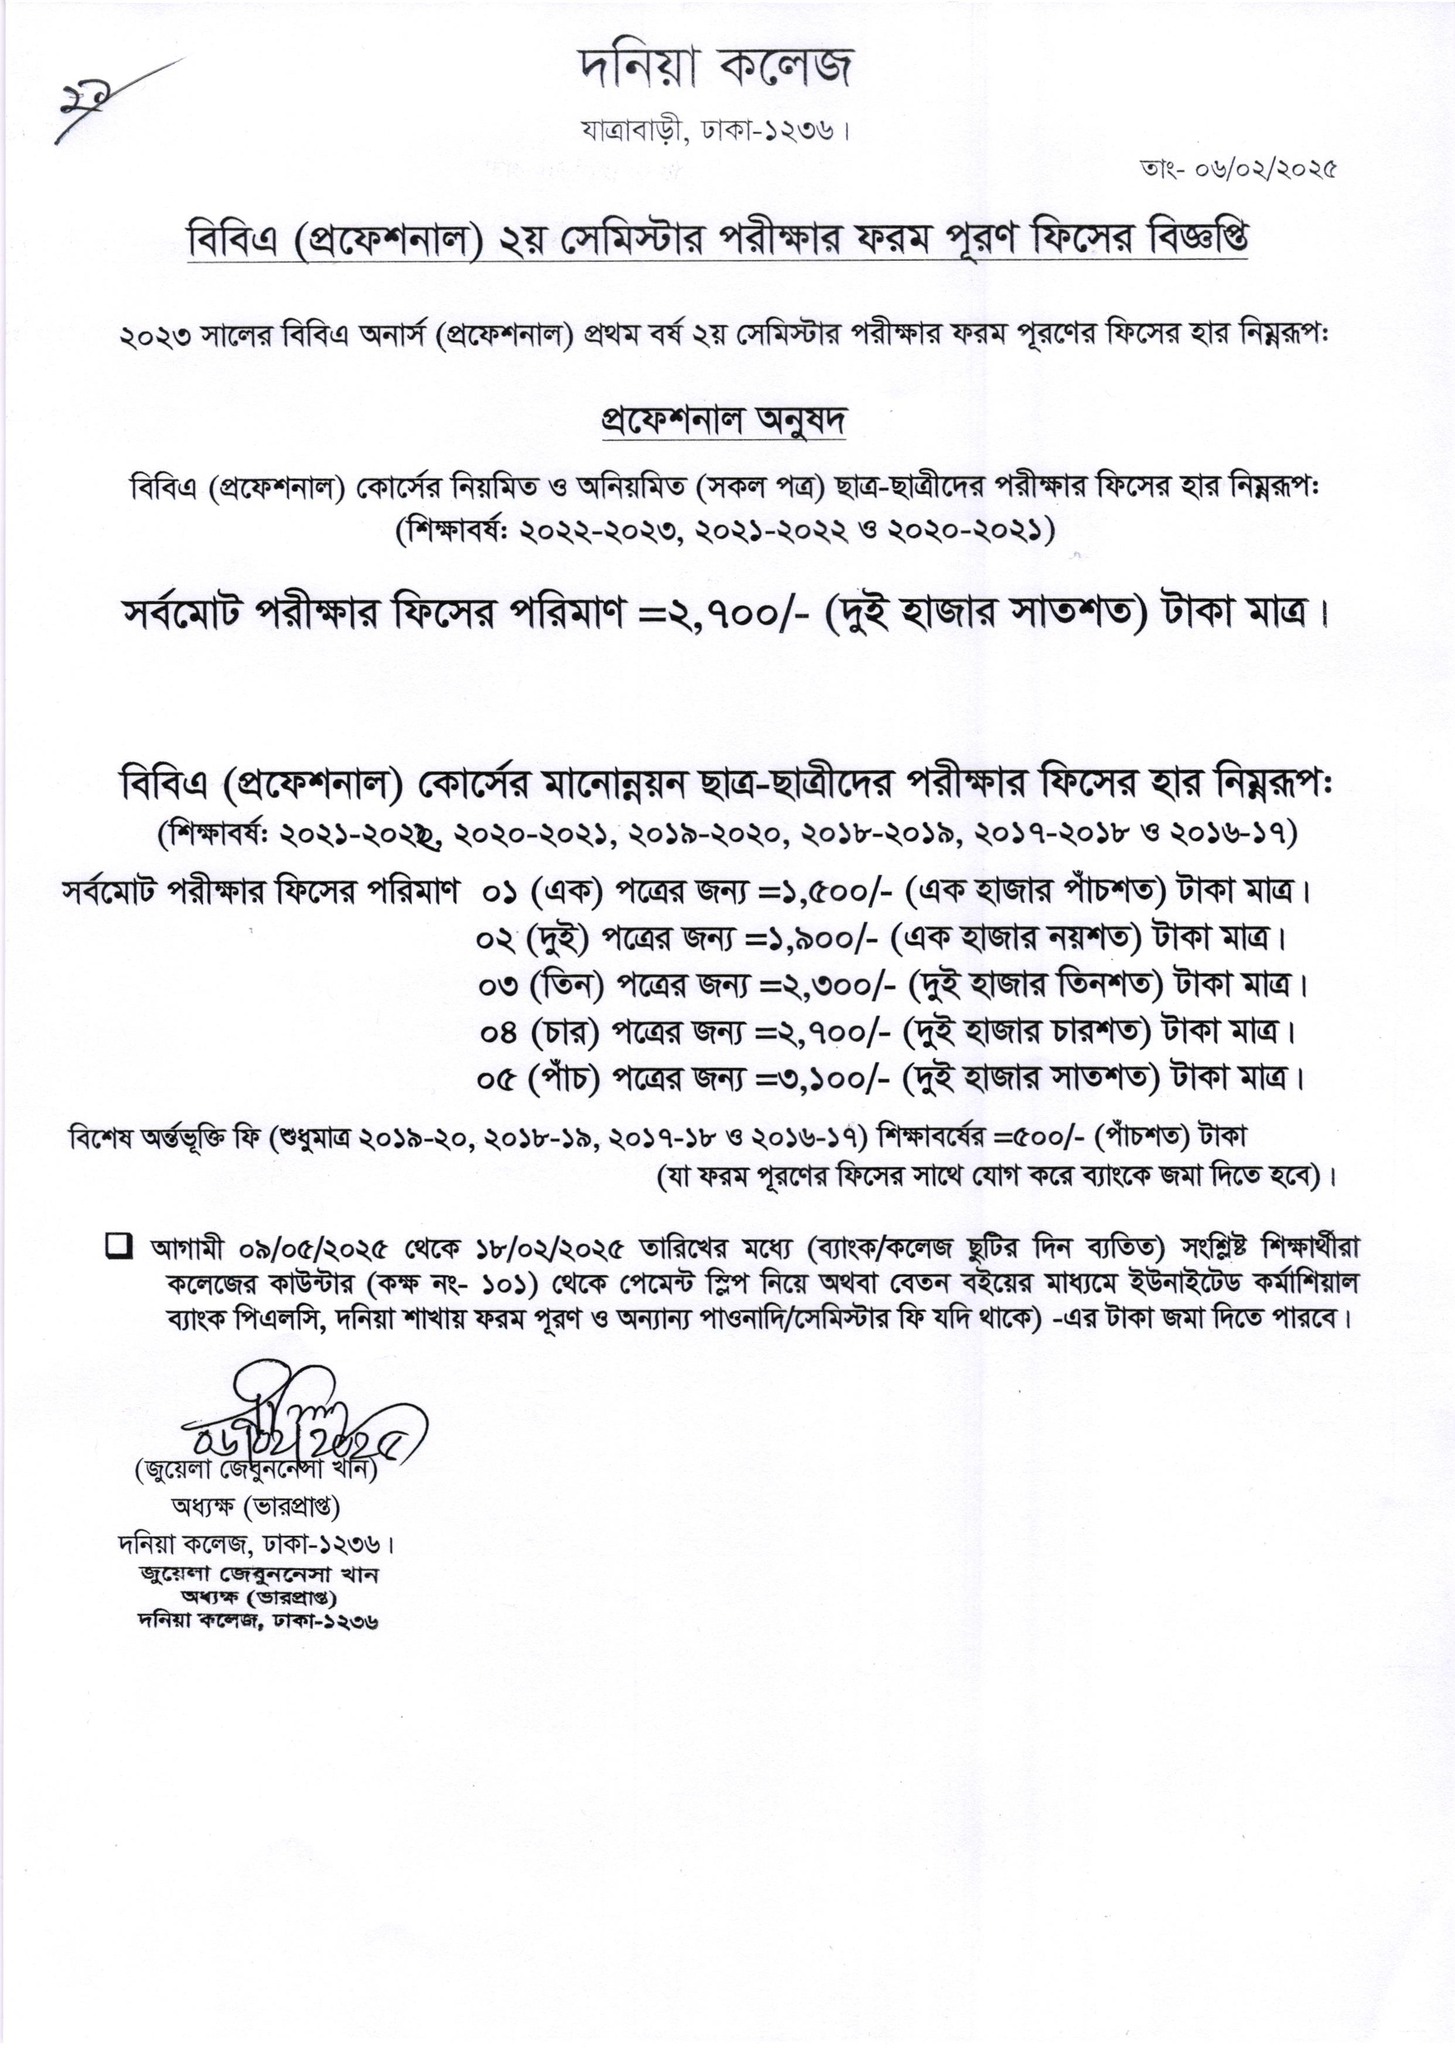 ২৯
দনিয়া কলেজ
যাত্রাবাড়ী, ঢাকা-১২৩৬।
তাং- ০৬/০২/২০২৫
বিবিএ (প্রফেশনাল) ২য় সেমিস্টার পরীক্ষার ফরম পূরণ ফিসের বিজ্ঞপ্তি
২০২৩ সালের বিবিএ অনার্স (প্রফেশনাল) প্রথম বর্ষ ২য় সেমিস্টার পরীক্ষার ফরম পূরণের ফিসের হার নিম্নরূপ:
প্রফেশনাল অনুষদ
বিবিএ (প্রফেশনাল) কোর্সের নিয়মিত ও অনিয়মিত (সকল পত্র) ছাত্র-ছাত্রীদের পরীক্ষার ফিসের হার নিম্নরূপ:
(শিক্ষাবর্ষ: ২০২২-২০২৩, ২০২১-২০২২ ও ২০২০-২০২১)
সর্বমোট পরীক্ষার ফিসের পরিমাণ =২,৭০০/- (দুই হাজার সাতশত) টাকা মাত্র।
বিবিএ (প্রফেশনাল) কোর্সের মানোন্নয়ন ছাত্র-ছাত্রীদের পরীক্ষার ফিসের হার নিম্নরূপ:
(শিক্ষাবর্ষ: ২০২১-২০২২, ২০২০-২০২১, ২০১৯-২০২০, ২০১৮-২০১৯, ২০১৭-২০১৮ ও ২০১৬-১৭)
সর্বমোট পরীক্ষার ফিসের পরিমাণ ০১ (এক) পত্রের জন্য =১,৫০০/- (এক হাজার পাঁচশত) টাকা মাত্র।
০২ (দুই) পত্রের জন্য =১,৯০০/- (এক হাজার নয়শত) টাকা মাত্র।
০৩ (তিন) পত্রের জন্য =২,৩০০/- (দুই হাজার তিনশত) টাকা মাত্র।
০৪ (চার) পত্রের জন্য =২,৭০০/- (দুই হাজার চারশত) টাকা মাত্র।
০৫ (পাঁচ) পত্রের জন্য =৩,১০০/- (দুই হাজার সাতশত) টাকা মাত্র।
বিশেষ অর্ন্তভূক্তি ফি (শুধুমাত্র ২০১৯-২০, ২০১৮-১৯, ২০১৭-১৮ ও ২০১৬-১৭) শিক্ষাবর্ষের =৫০০/- (পাঁচশত) টাকা
(যা ফরম পূরণের ফিসের সাথে যোগ করে ব্যাংকে জমা দিতে হবে)।
আগামী ০৯/০৫/২০২৫ থেকে ১৮/০২/২০২৫ তারিখের মধ্যে (ব্যাংক/কলেজ ছুটির দিন ব্যতিত) সংশ্লিষ্ট শিক্ষার্থীরা
কলেজের কাউন্টার (কক্ষ নং- ১০১) থেকে পেমেন্ট স্লিপ নিয়ে অথবা বেতন বইয়ের মাধ্যমে ইউনাইটেড কর্মাশিয়াল
ব্যাংক পিএলসি, দনিয়া শাখায় ফরম পূরণ ও অন্যান্য পাওনাদি/সেমিস্টার ফি যদি থাকে) -এর টাকা জমা দিতে পারবে।
০৬/০২/২০২৫
(জুয়েলা জেবুননেসা খান)
অধ্যক্ষ (ভারপ্রাপ্ত)
দনিয়া কলেজ, ঢাকা-১২৩৬।
জুয়েলা জেবুননেসা খান
অধ্যক্ষ (ভারপ্রাপ্ত)
দনিয়া কলেজ, ঢাকা-১২৩৬